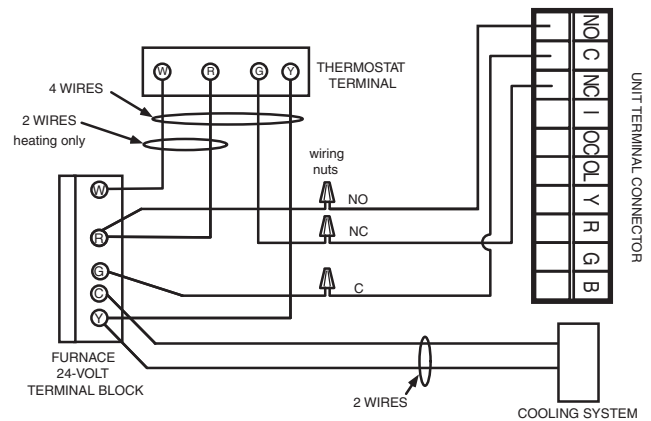 W
R
G
Y
THERMOSTAT
TERMINAL
4 WIRES
2 WIRES
heating only
wiring
nuts
NO
NC
C
W
R
G
C
Y
FURNACE
24-VOLT
TERMINAL BLOCK
2 WIRES
COOLING SYSTEM
NO
C
NC
I
OC
OL
Y
R
G
B
UNIT TERMINAL CONNECTOR